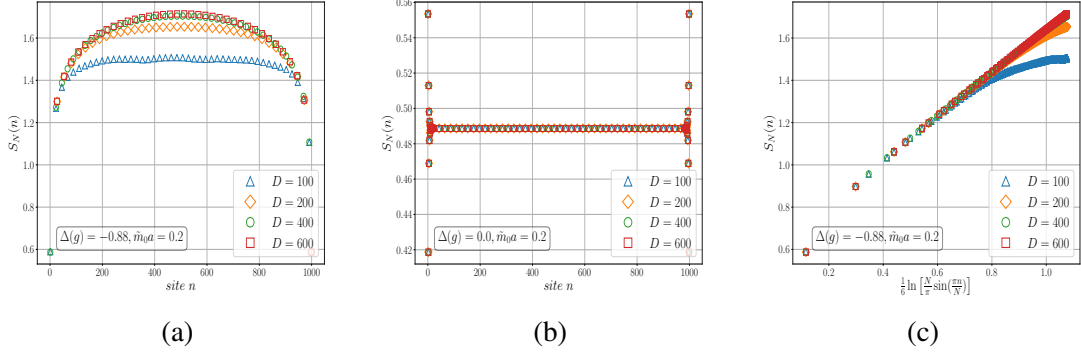 1.6
1.4
1.2
1.0
0.8
0.6
S_N(n)
0
200
400
600
800
1000
site n
D = 100
D = 200
D = 400
D = 600
Δ(g) = −0.88, m̃₀a = 0.2
(a)
0.56
0.54
0.52
0.50
0.48
0.46
0.44
0.42
S_N(n)
0
200
400
600
800
1000
site n
D = 100
D = 200
D = 400
D = 600
Δ(g) = 0.0, m̃₀a = 0.2
(b)
1.6
1.4
1.2
1.0
0.8
0.6
S_N(n)
0.2
0.4
0.6
0.8
1.0
1/6 ln [N/π sin(πn/N)]
D = 100
D = 200
D = 400
D = 600
Δ(g) = −0.88, m̃₀a = 0.2
(c)